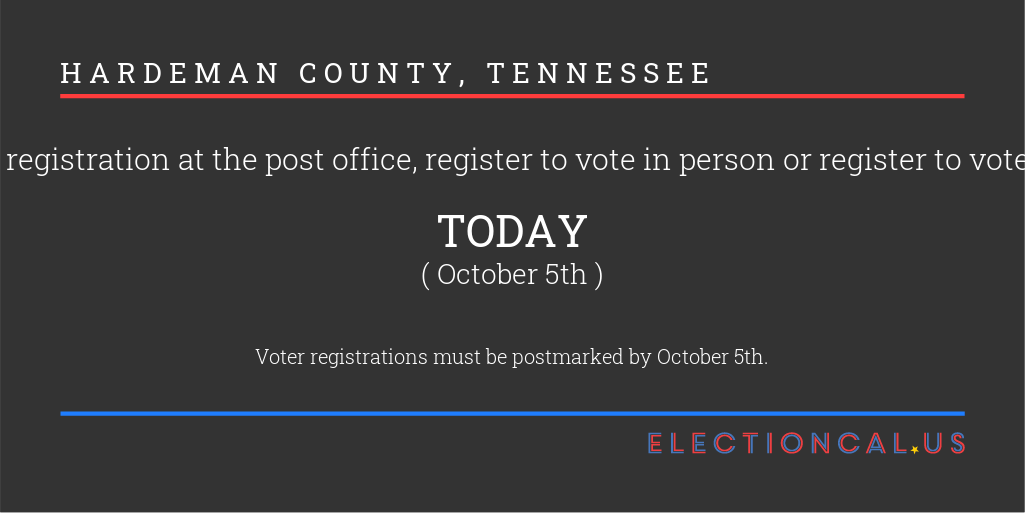 HARDEMAN COUNTY, TENNESSEE
registration at the post office, register to vote in person or register to vote
TODAY
( October 5th )
Voter registrations must be postmarked by October 5th.
ELECTIONCAL.US